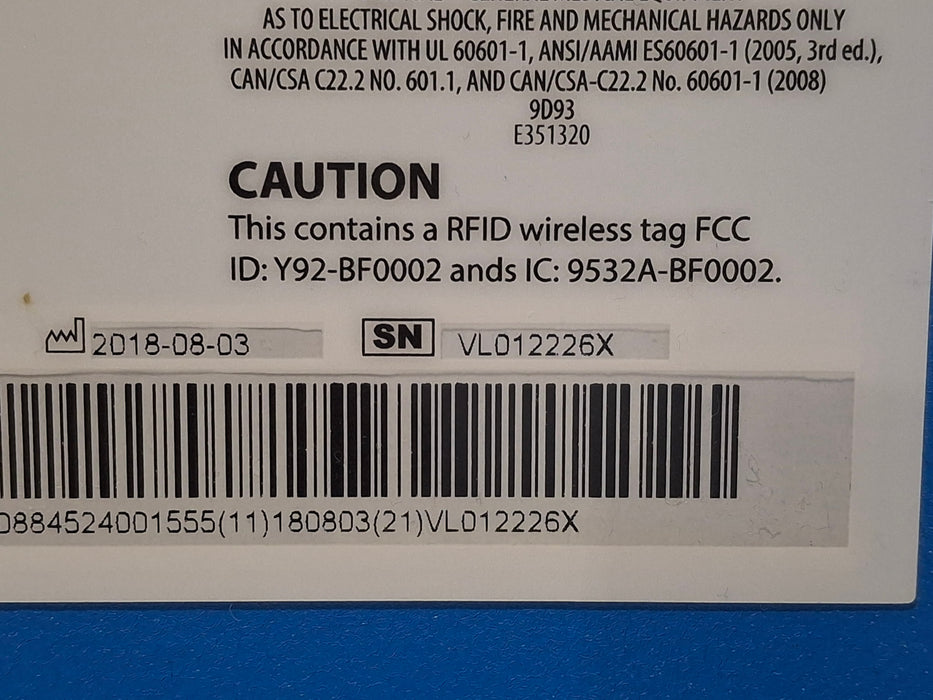 AS TO ELECTRICAL SHOCK, FIRE AND MECHANICAL HAZARDS ONLY
IN ACCORDANCE WITH UL 60601-1, ANSI/AAMI ES60601-1 (2005, 3rd ed.),
CAN/CSA C22.2 NO. 601.1, AND CAN/CSA-C22.2 No. 60601-1 (2008)
9D93
E351320
CAUTION
This contains a RFID wireless tag FCC
ID: Y92-BF0002 ands IC: 9532A-BF0002.
2018-08-03 SN VL012226X
0884524001555(11)180803(21)VL012226X